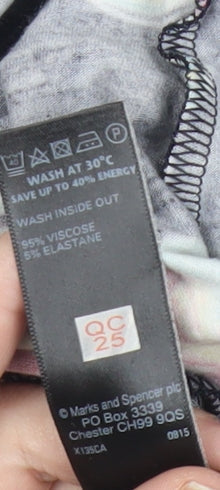 P
WASH AT 30°C
SAVE UP TO 40% ENERGY
WASH INSIDE OUT
95% VISCOSE
5% ELASTANE
QC
25
© Marks and Spencer plc
PO Box 3339
Chester CH99 9QS
X135CA 0815